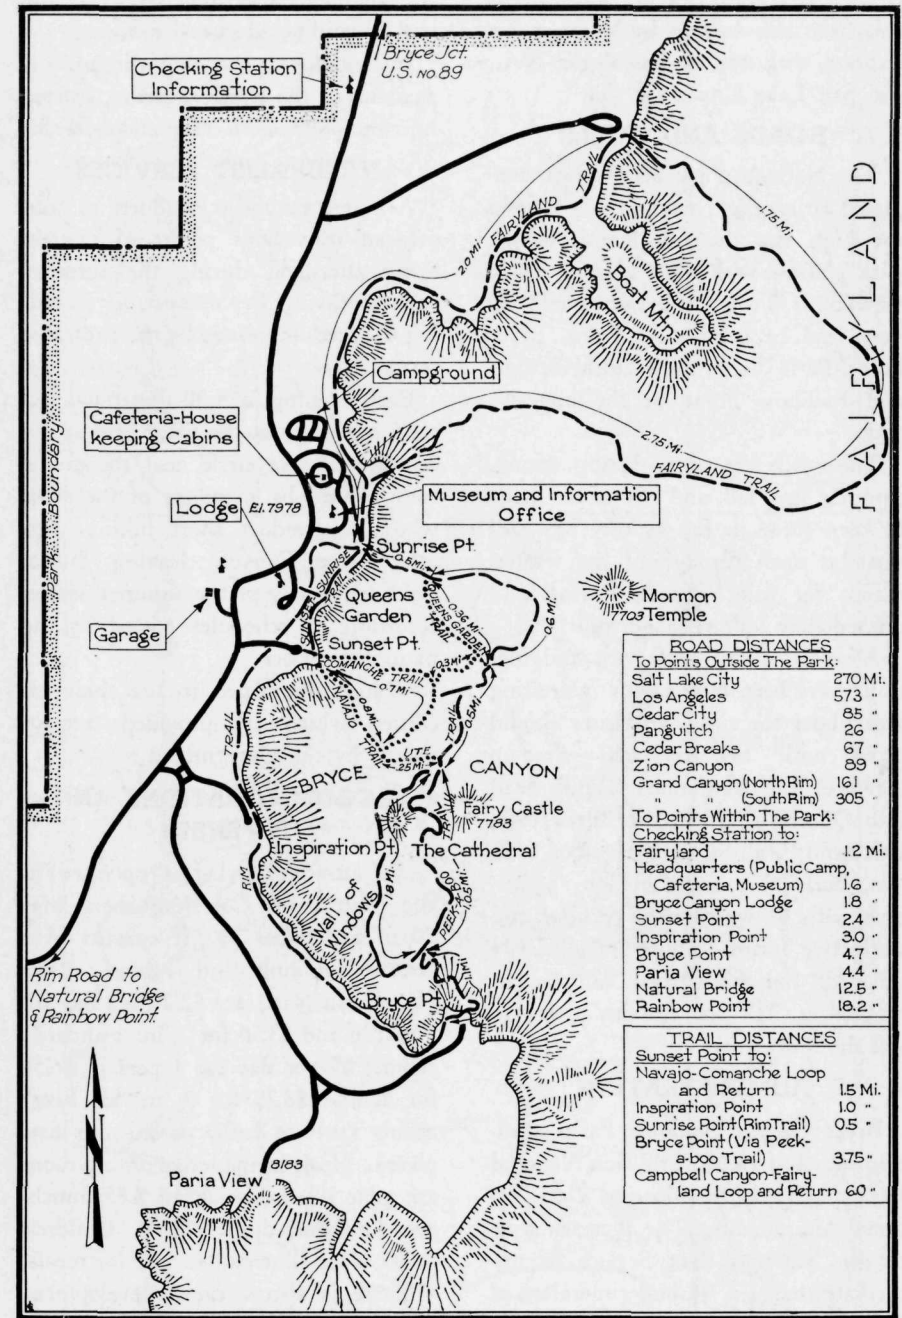 Bryce Jct.
U.S. NO 89
Checking Station
Information
FAIRYLAND
TRAIL
FAIRYLAND
2.0 Mi.
1.75 Mi.
Boat Mtn.
Campground
Park Boundary
Cafeteria-House
keeping Cabins
2.75 Mi.
FAIRYLAND TRAIL
Museum and Information
Office
Lodge El. 7978
Sunrise Pt.
0.5 Mi.
SUNSET-SUNRISE
TRAIL
Queens
Garden
QUEENS GARDEN
TRAIL
0.36 Mi.
0.6 Mi.
Mormon
Temple
7703
Garage
Sunset Pt.
COMANCHE TRAIL
0.7 Mi.
0.3 Mi.
NAVAJO
TRAIL
0.8 Mi.
TRAIL
0.5 Mi.
UTE
.25 Mi.
RIM TRAIL
BRYCE CANYON
Fairy Castle
7783
Inspiration Pt.
The Cathedral
Wall of
Windows
1.8 Mi.
PEEK-A-BOO TRAIL
0.5 Mi.
Bryce Pt.
Rim Road to
Natural Bridge
& Rainbow Point.
8183
Paria View
ROAD DISTANCES
To Points Outside The Park:
Salt Lake City 270 Mi.
Los Angeles 573 "
Cedar City 85 "
Panguitch 26 "
Cedar Breaks 67 "
Zion Canyon 89 "
Grand Canyon (North Rim) 161 "
" " (South Rim) 305 "
To Points Within The Park:
Checking Station to:
Fairyland 1.2 Mi.
Headquarters (Public Camp,
Cafeteria, Museum) 1.6 "
Bryce Canyon Lodge 1.8 "
Sunset Point 2.4 "
Inspiration Point 3.0 "
Bryce Point 4.7 "
Paria View 4.4 "
Natural Bridge 12.5 "
Rainbow Point 18.2 "
TRAIL DISTANCES
Sunset Point to:
Navajo-Comanche Loop
and Return 1.5 Mi.
Inspiration Point 1.0 "
Sunrise Point (Rim Trail) 0.5 "
Bryce Point (Via Peek-
a-boo Trail) 3.75 "
Campbell Canyon-Fairy-
land Loop and Return 6.0 "